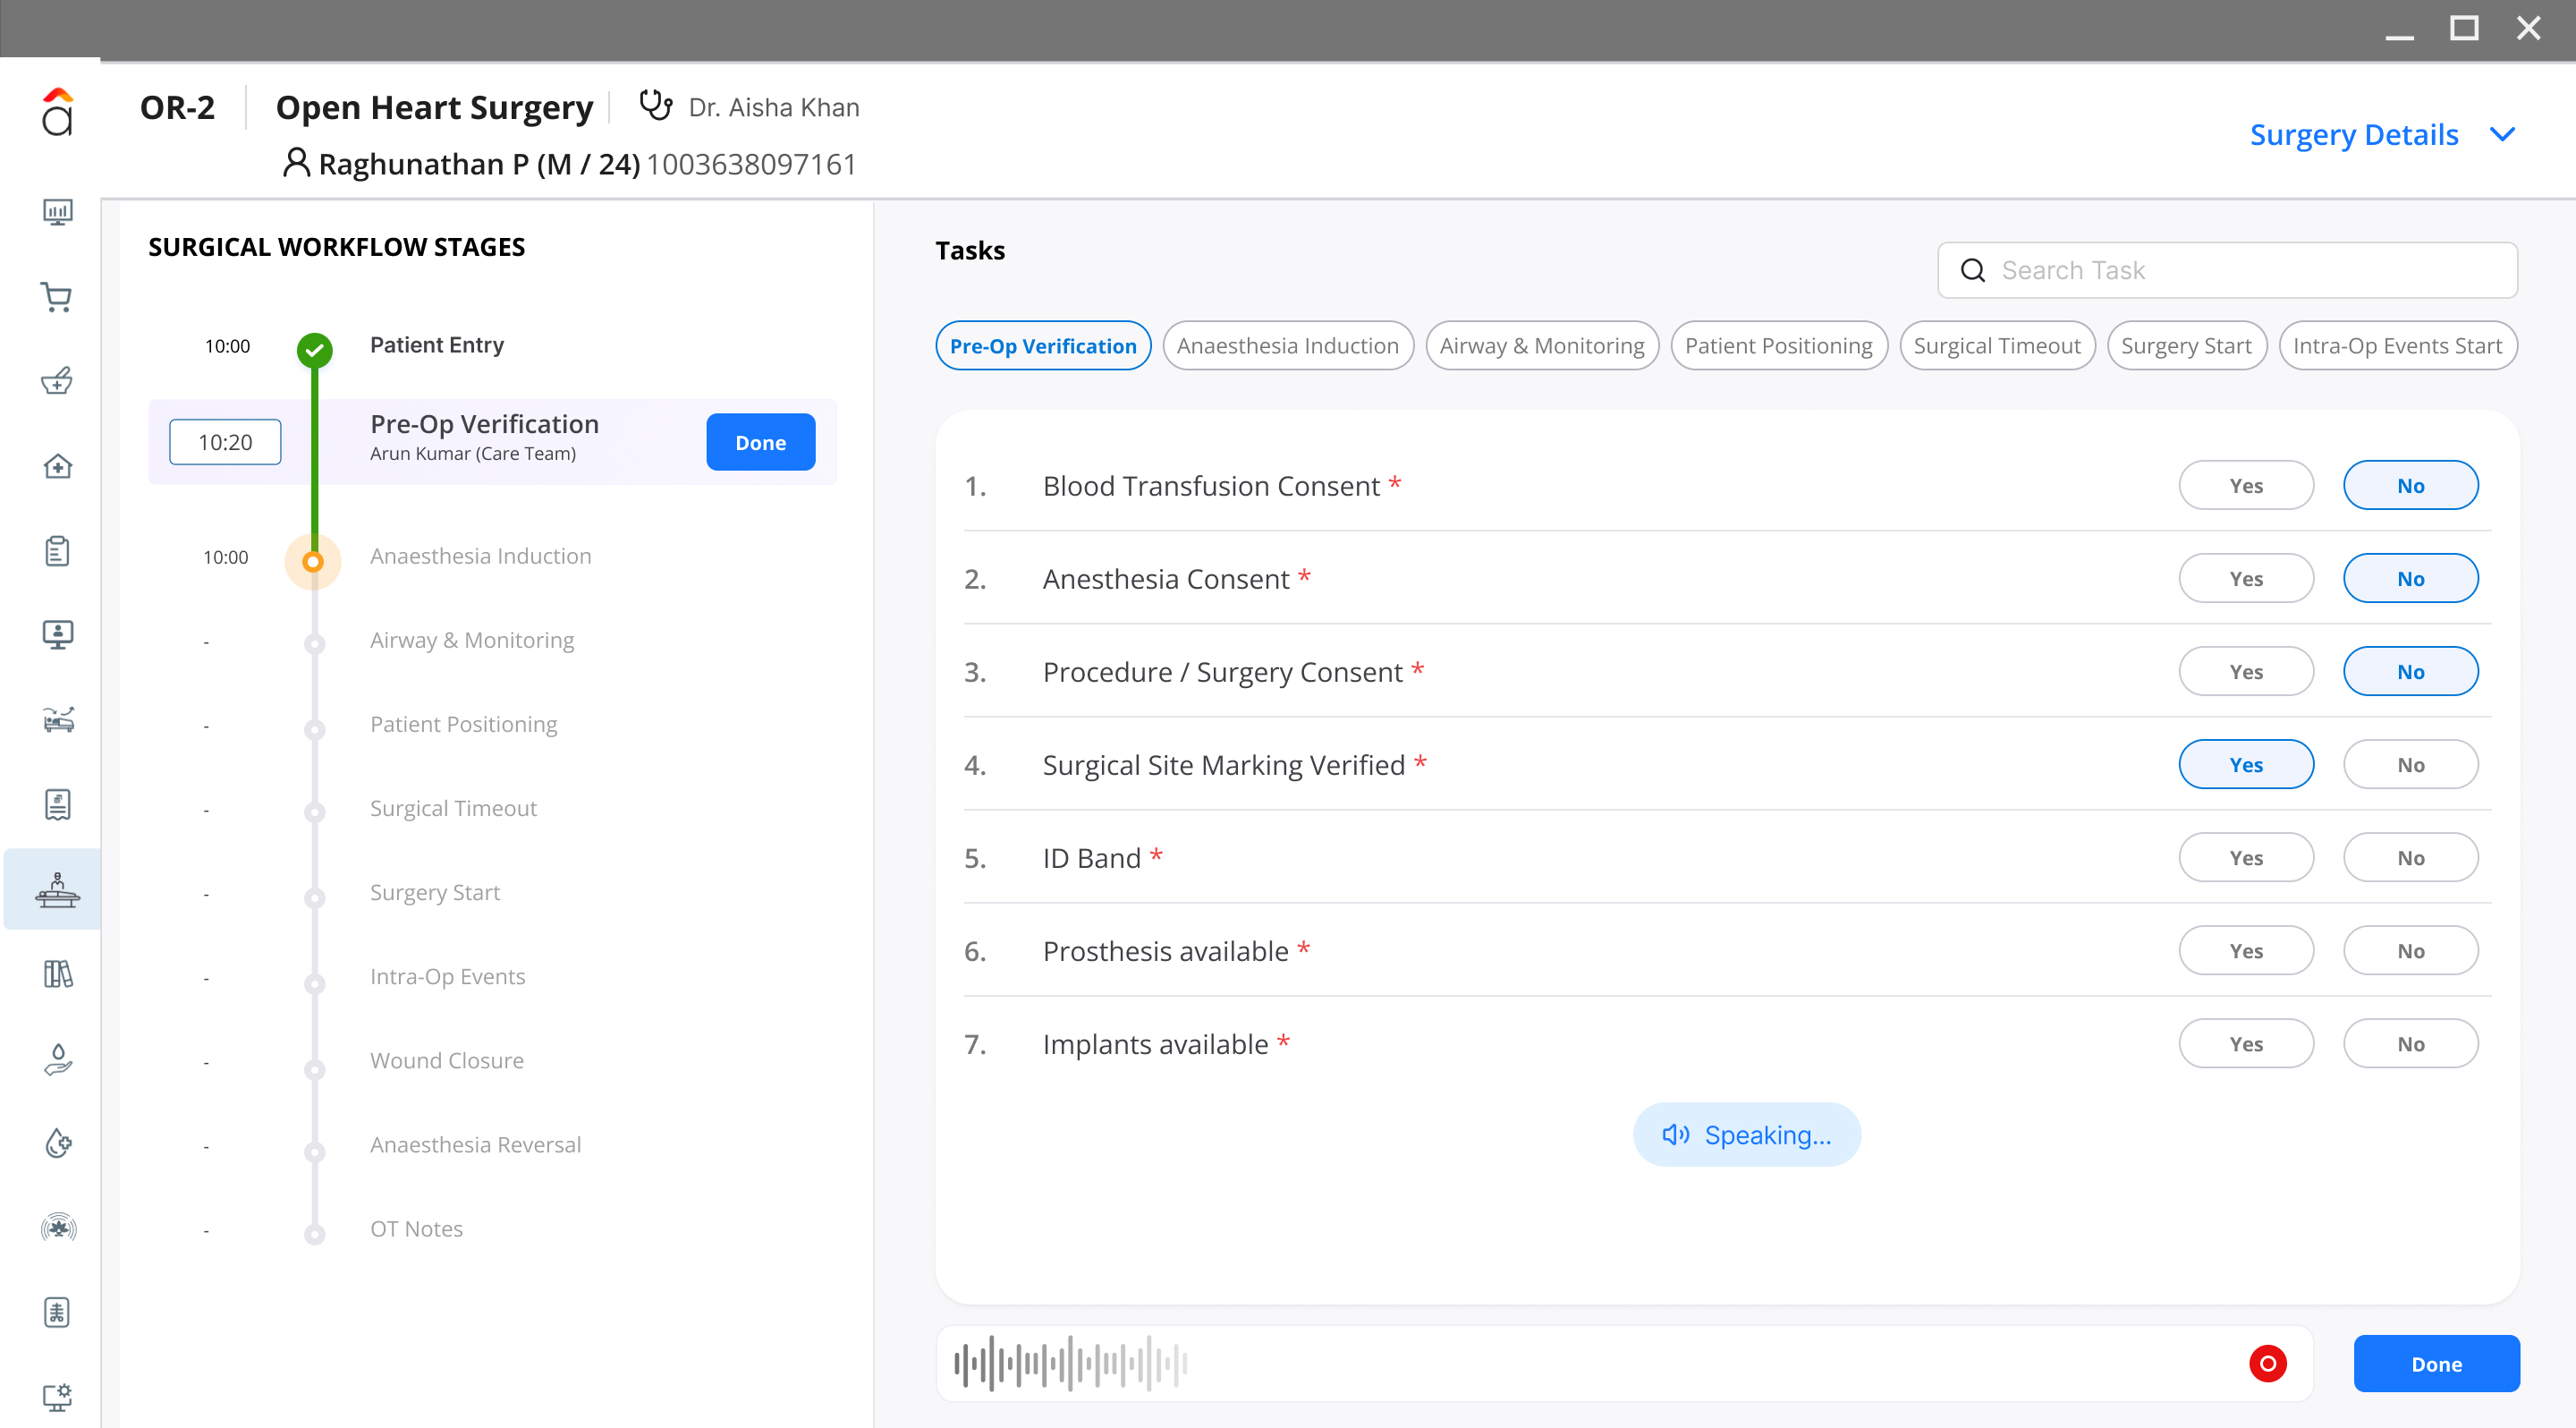 OR-2
Open Heart Surgery
Dr. Aisha Khan
Raghunathan P (M / 24) 1003638097161
Surgery Details
SURGICAL WORKFLOW STAGES
10:00 Patient Entry
10:20 Pre-Op Verification Done
Arun Kumar (Care Team)
10:00 Anaesthesia Induction
- Airway & Monitoring
- Patient Positioning
- Surgical Timeout
- Surgery Start
- Intra-Op Events
- Wound Closure
- Anaesthesia Reversal
- OT Notes
Tasks
Search Task
Pre-Op Verification Anaesthesia Induction Airway & Monitoring Patient Positioning Surgical Timeout Surgery Start Intra-Op Events Start
1. Blood Transfusion Consent * Yes No
2. Anesthesia Consent * Yes No
3. Procedure / Surgery Consent * Yes No
4. Surgical Site Marking Verified * Yes No
5. ID Band * Yes No
6. Prosthesis available * Yes No
7. Implants available * Yes No
Speaking...
Done